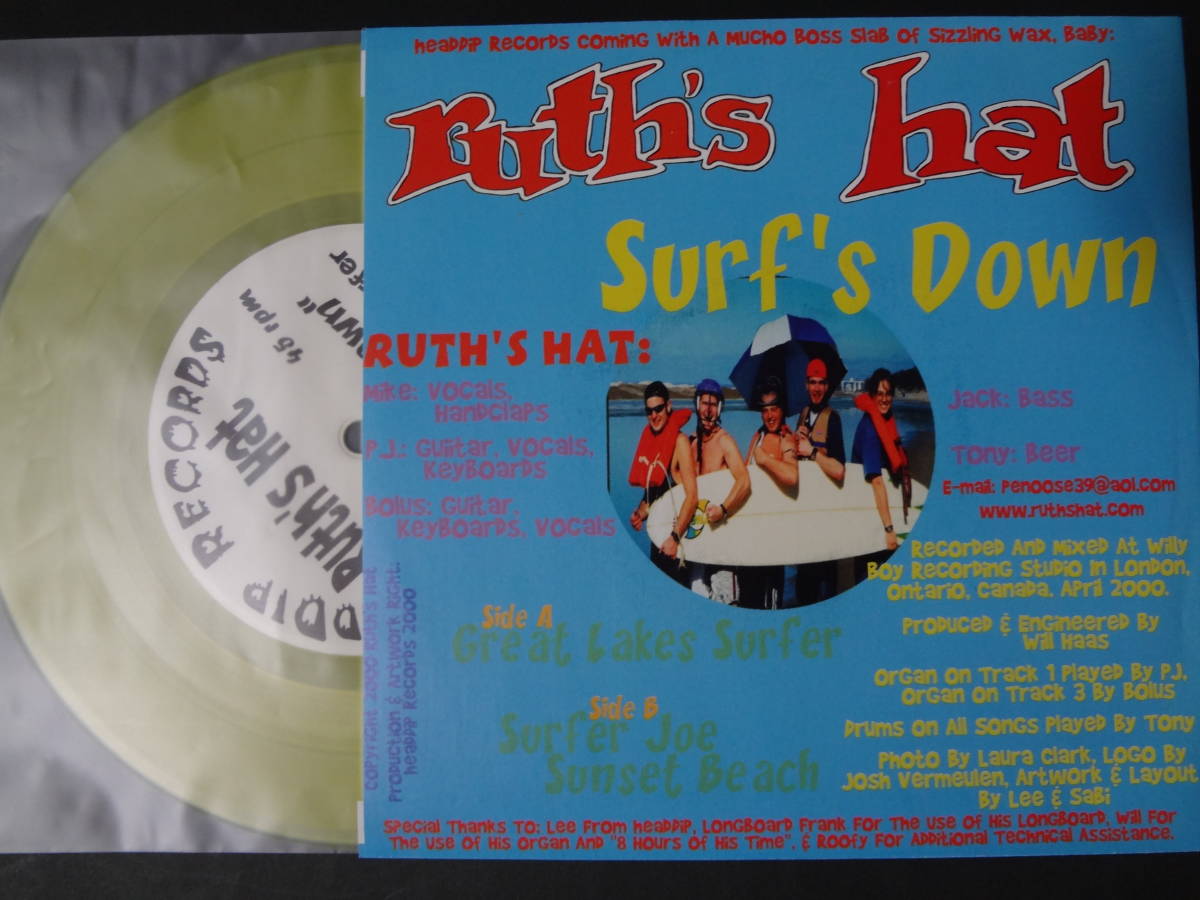 Headdip Records Coming With A Mucho Boss Slab Of Sizzling Wax, Baby:
ruth's hat
Surf's Down
RUTH'S HAT:
Mike: Vocals,
Handclaps
P.J.: Guiitar, Vocals,
Keyboards
Bolus: Guitar,
Keyboards, Vocals
Jack: Bass
Tony: Beer
E-mail: penoose39@aol.com
www.ruthshat.com
Recorded And Mixed At Willy
Boy Recording Studio In London,
Ontario, Canada. April 2000.
Produced & Engineered By
Will Haas
Organ On Track 1 Played By P.J.
Organ On Track 3 By Bolus
Drums On All Songs Played By Tony
Photo By Laura Clark, Logo By
Josh Vermeulen, Artwork & Layout
By Lee & Sabi
Side A
Great Lakes Surfer
Side B
Surfer Joe
Sunset Beach
Copyright 2000 Ruth's Hat
Production & Artwork Right:
Headdip Records 2000
Special Thanks To: Lee From Headdip, Longboard Frank For The Use Of His Longboard, Will For
The Use Of His Organ And "8 Hours Of His Time", & Roofy For Additional Technical Assistance.
DDIP RECORDS
Ruth's Hat
45 rpm
own"